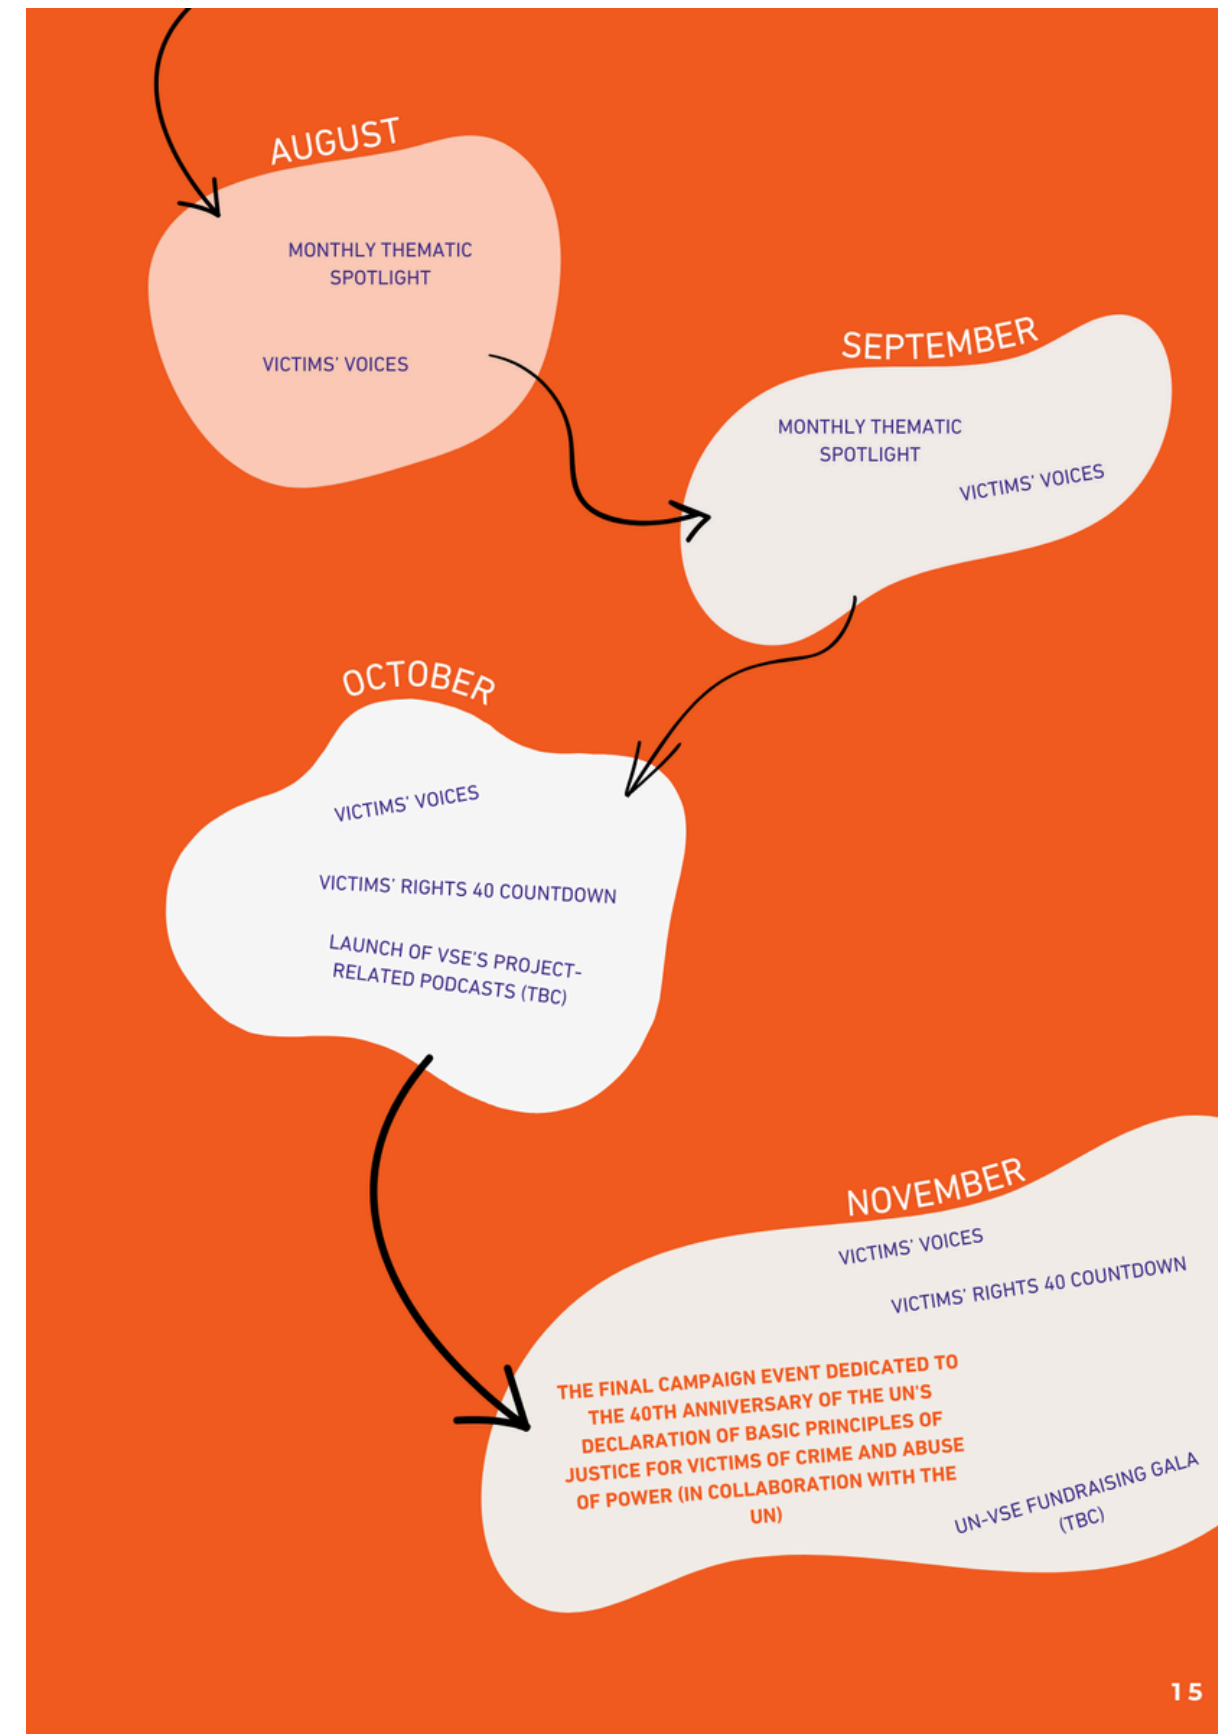 AUGUST
MONTHLY THEMATIC
SPOTLIGHT
VICTIMS' VOICES
SEPTEMBER
MONTHLY THEMATIC
SPOTLIGHT
VICTIMS' VOICES
OCTOBER
VICTIMS' VOICES
VICTIMS' RIGHTS 40 COUNTDOWN
LAUNCH OF VSE'S PROJECT-
RELATED PODCASTS (TBC)
NOVEMBER
VICTIMS' VOICES
VICTIMS' RIGHTS 40 COUNTDOWN
THE FINAL CAMPAIGN EVENT DEDICATED TO
THE 40TH ANNIVERSARY OF THE UN'S
DECLARATION OF BASIC PRINCIPLES OF
JUSTICE FOR VICTIMS OF CRIME AND ABUSE
OF POWER (IN COLLABORATION WITH THE
UN)
UN-VSE FUNDRAISING GALA
(TBC)
15